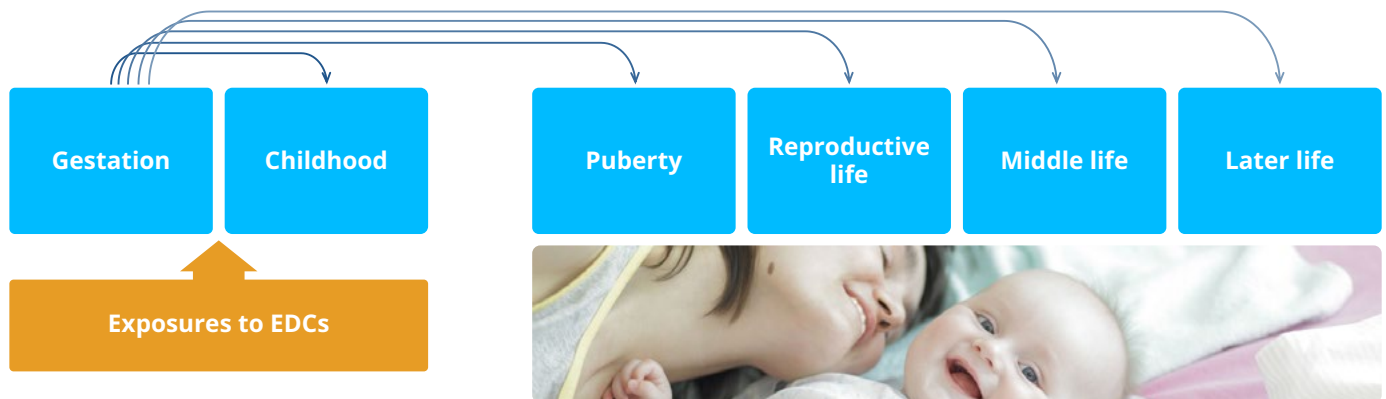 Gestation
Childhood
Puberty
Reproductive
life
Middle life
Later life
Exposures to EDCs